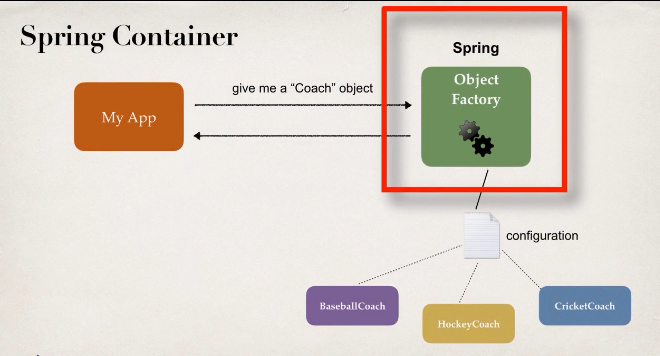 Spring Container
Spring
give me a “Coach” object
My App
Object
Factory
configuration
BaseballCoach
HockeyCoach
CricketCoach